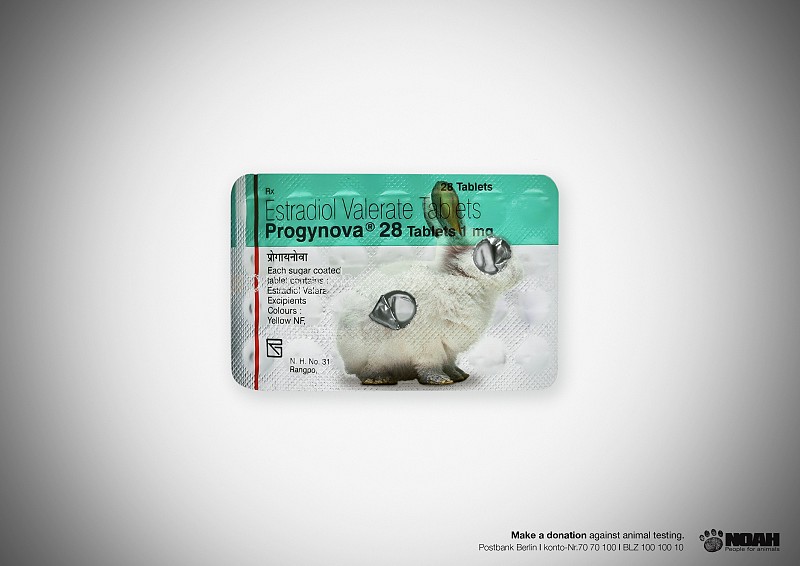 Rx
28 Tablets
Estradiol Valerate Tablets
Progynova® 28 Tablets 1 mg
प्रोगायनोवा
Each sugar coated
tablet contains :
Estradiol Valera
Excipients
Colours :
Yellow NF,
N. H. No. 31
Rangpo,
Make a donation against animal testing.
Postbank Berlin I konto-Nr.70 70 100 I BLZ 100 100 10
NOAH
People for animals